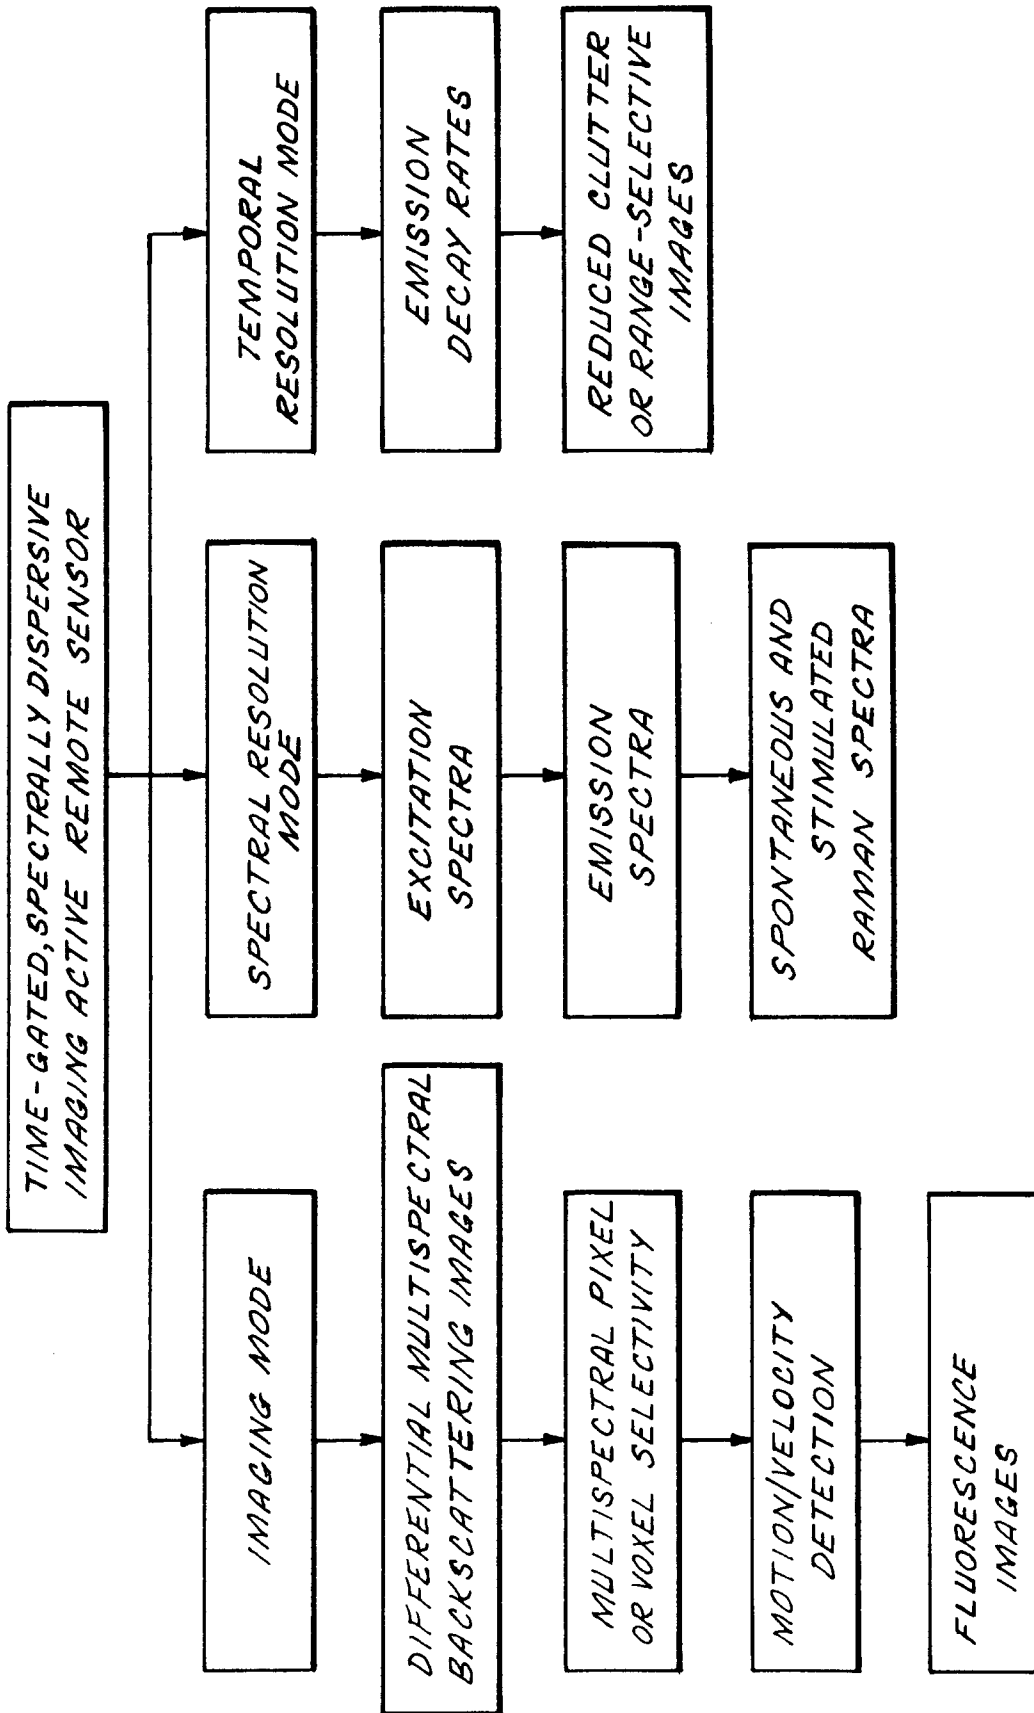 TIME-GATED, SPECTRALLY DISPERSIVE
IMAGING ACTIVE REMOTE SENSOR
IMAGING MODE
DIFFERENTIAL MULTISPECTRAL
BACKSCATTERING IMAGES
MULTISPECTRAL PIXEL
OR VOXEL SELECTIVITY
MOTION/VELOCITY
DETECTION
FLUORESCENCE
IMAGES
SPECTRAL RESOLUTION
MODE
EXCITATION
SPECTRA
EMISSION
SPECTRA
SPONTANEOUS AND
STIMULATED
RAMAN SPECTRA
TEMPORAL
RESOLUTION MODE
EMISSION
DECAY RATES
REDUCED CLUTTER
OR RANGE-SELECTIVE
IMAGES